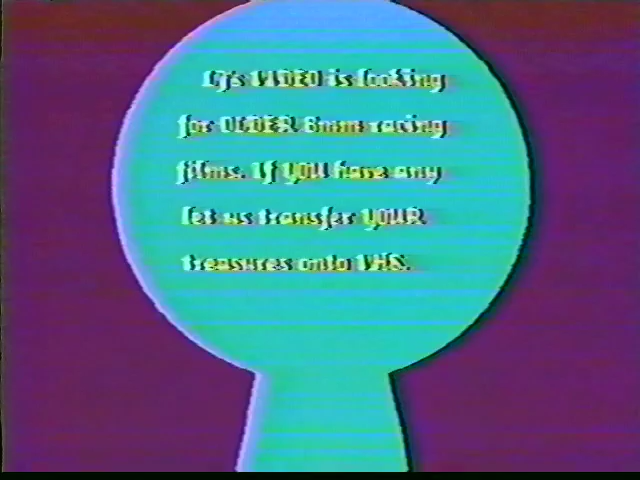 Cj's VIDEO is looking
for OLDER 8mm racing
films. If YOU have any
let us transfer YOUR
treasures onto VHS.